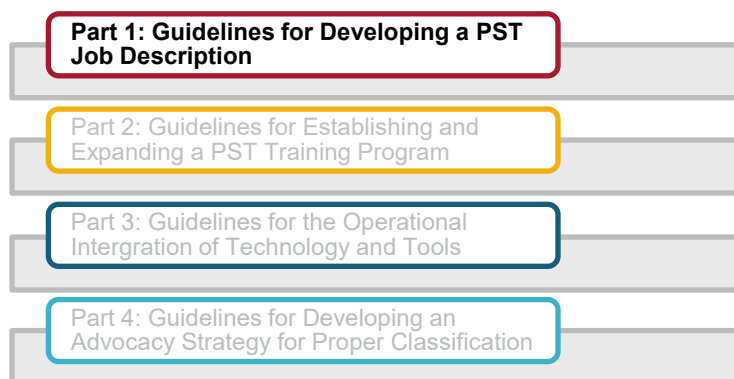 Part 1: Guidelines for Developing a PST
Job Description
Part 2: Guidelines for Establishing and
Expanding a PST Training Program
Part 3: Guidelines for the Operational
Intergration of Technology and Tools
Part 4: Guidelines for Developing an
Advocacy Strategy for Proper Classification